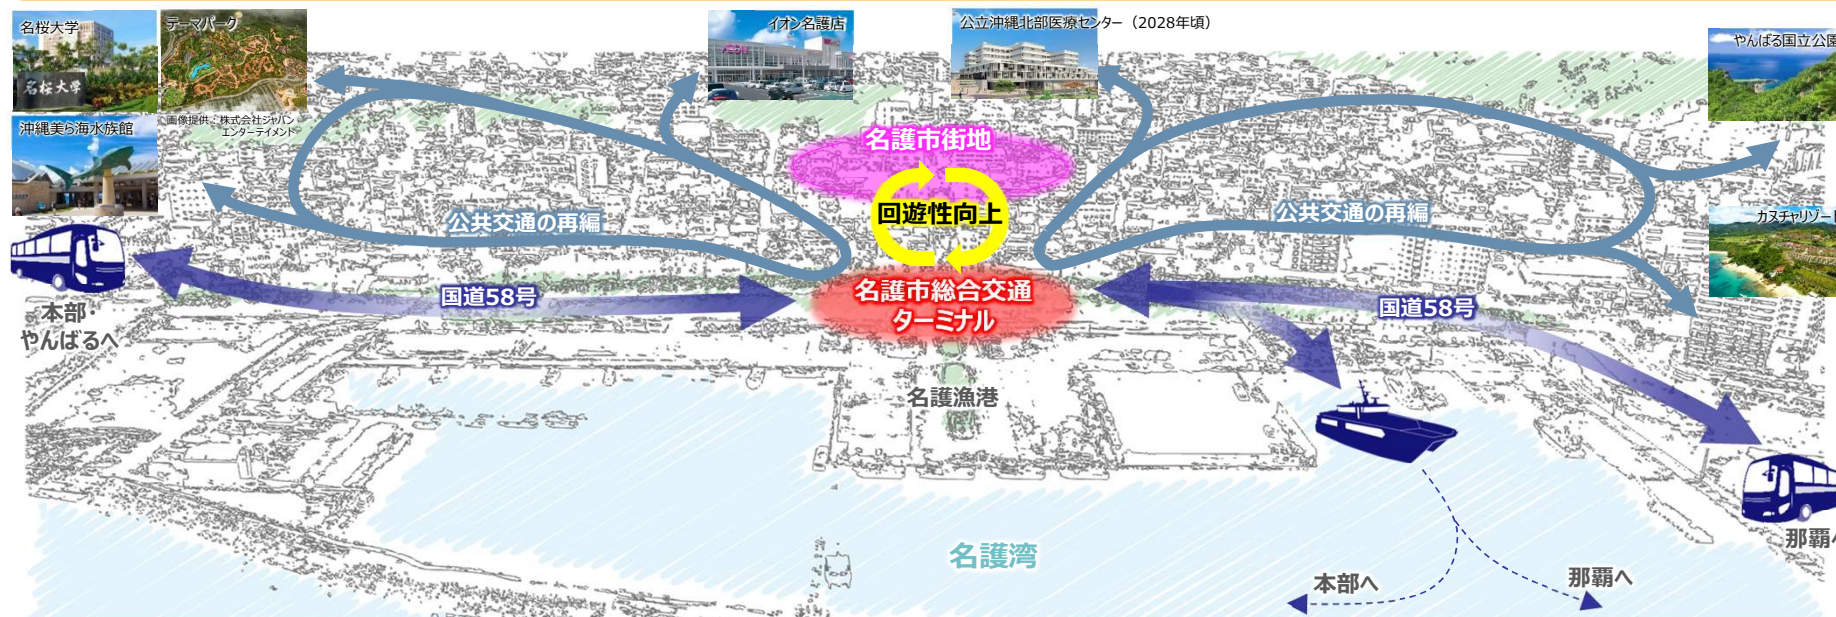 名桜大学
名桜大学
テーマパーク
画像提供：株式会社ジャパン
エンターテイメント
沖縄美ら海水族館
イオン名護店
AEON
公立沖縄北部医療センター（2028年頃）
やんばる国立公園
カヌチャリゾート
名護市街地
回遊性向上
公共交通の再編
公共交通の再編
名護市総合交通
ターミナル
国道58号
国道58号
本部・
やんばるへ
名護漁港
名護湾
本部へ
那覇へ
那覇へ